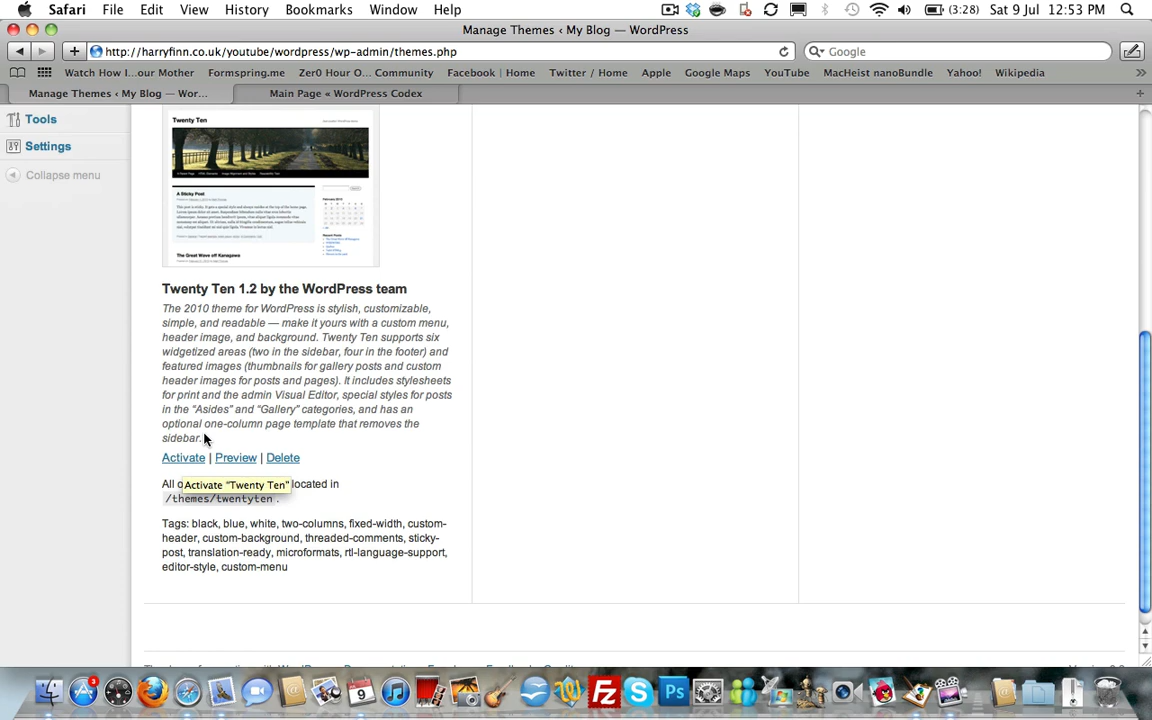 Safari File Edit View History Bookmarks Window Help (3:28) Sat 9 Jul 12:53 PM
Manage Themes ‹ My Blog — WordPress
http://harryfinn.co.uk/youtube/wordpress/wp-admin/themes.php Google
Watch How I...our Mother Formspring.me Zer0 Hour O... Community Facebook | Home Twitter / Home Apple Google Maps YouTube MacHeist nanoBundle Yahoo! Wikipedia
Manage Themes ‹ My Blog — Wor... Main Page « WordPress Codex
Tools
Settings
Collapse menu
Twenty Ten
A Sticky Post
The Great Wave off Kanagawa
Twenty Ten 1.2 by the WordPress team
The 2010 theme for WordPress is stylish, customizable,
simple, and readable — make it yours with a custom menu,
header image, and background. Twenty Ten supports six
widgetized areas (two in the sidebar, four in the footer) and
featured images (thumbnails for gallery posts and custom
header images for posts and pages). It includes stylesheets
for print and the admin Visual Editor, special styles for posts
in the “Asides” and “Gallery” categories, and has an
optional one-column page template that removes the
sidebar.
Activate | Preview | Delete
All located in
Activate “Twenty Ten”
/themes/twentyten .
Tags: black, blue, white, two-columns, fixed-width, custom-
header, custom-background, threaded-comments, sticky-
post, translation-ready, microformats, rtl-language-support,
editor-style, custom-menu
3
9